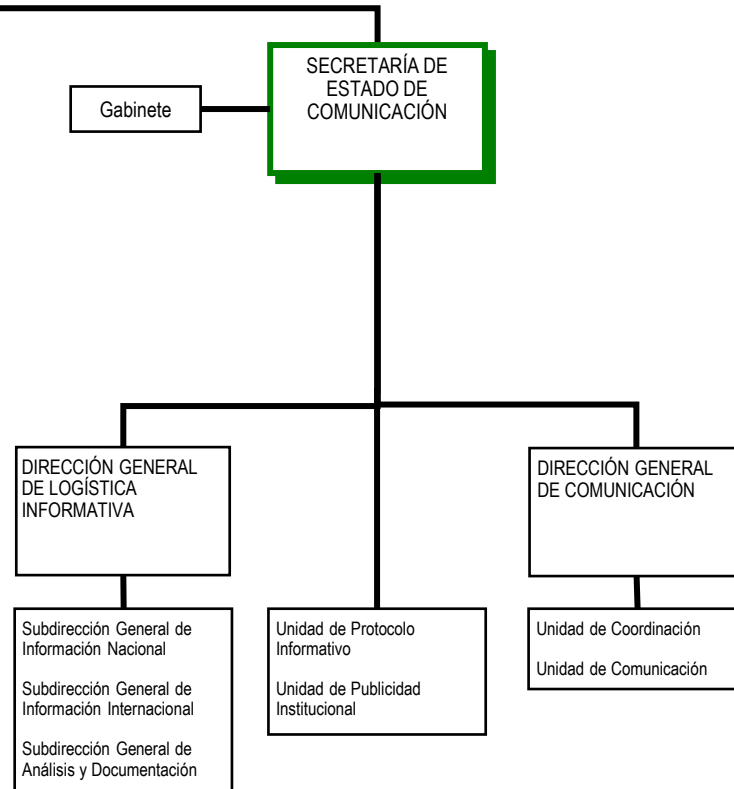 SECRETARÍA DE
ESTADO DE
COMUNICACIÓN
Gabinete
DIRECCIÓN GENERAL
DE LOGÍSTICA
INFORMATIVA
DIRECCIÓN GENERAL
DE COMUNICACIÓN
Subdirección General de
Información Nacional
Subdirección General de
Información Internacional
Subdirección General de
Análisis y Documentación
Unidad de Protocolo
Informativo
Unidad de Publicidad
Institucional
Unidad de Coordinación
Unidad de Comunicación